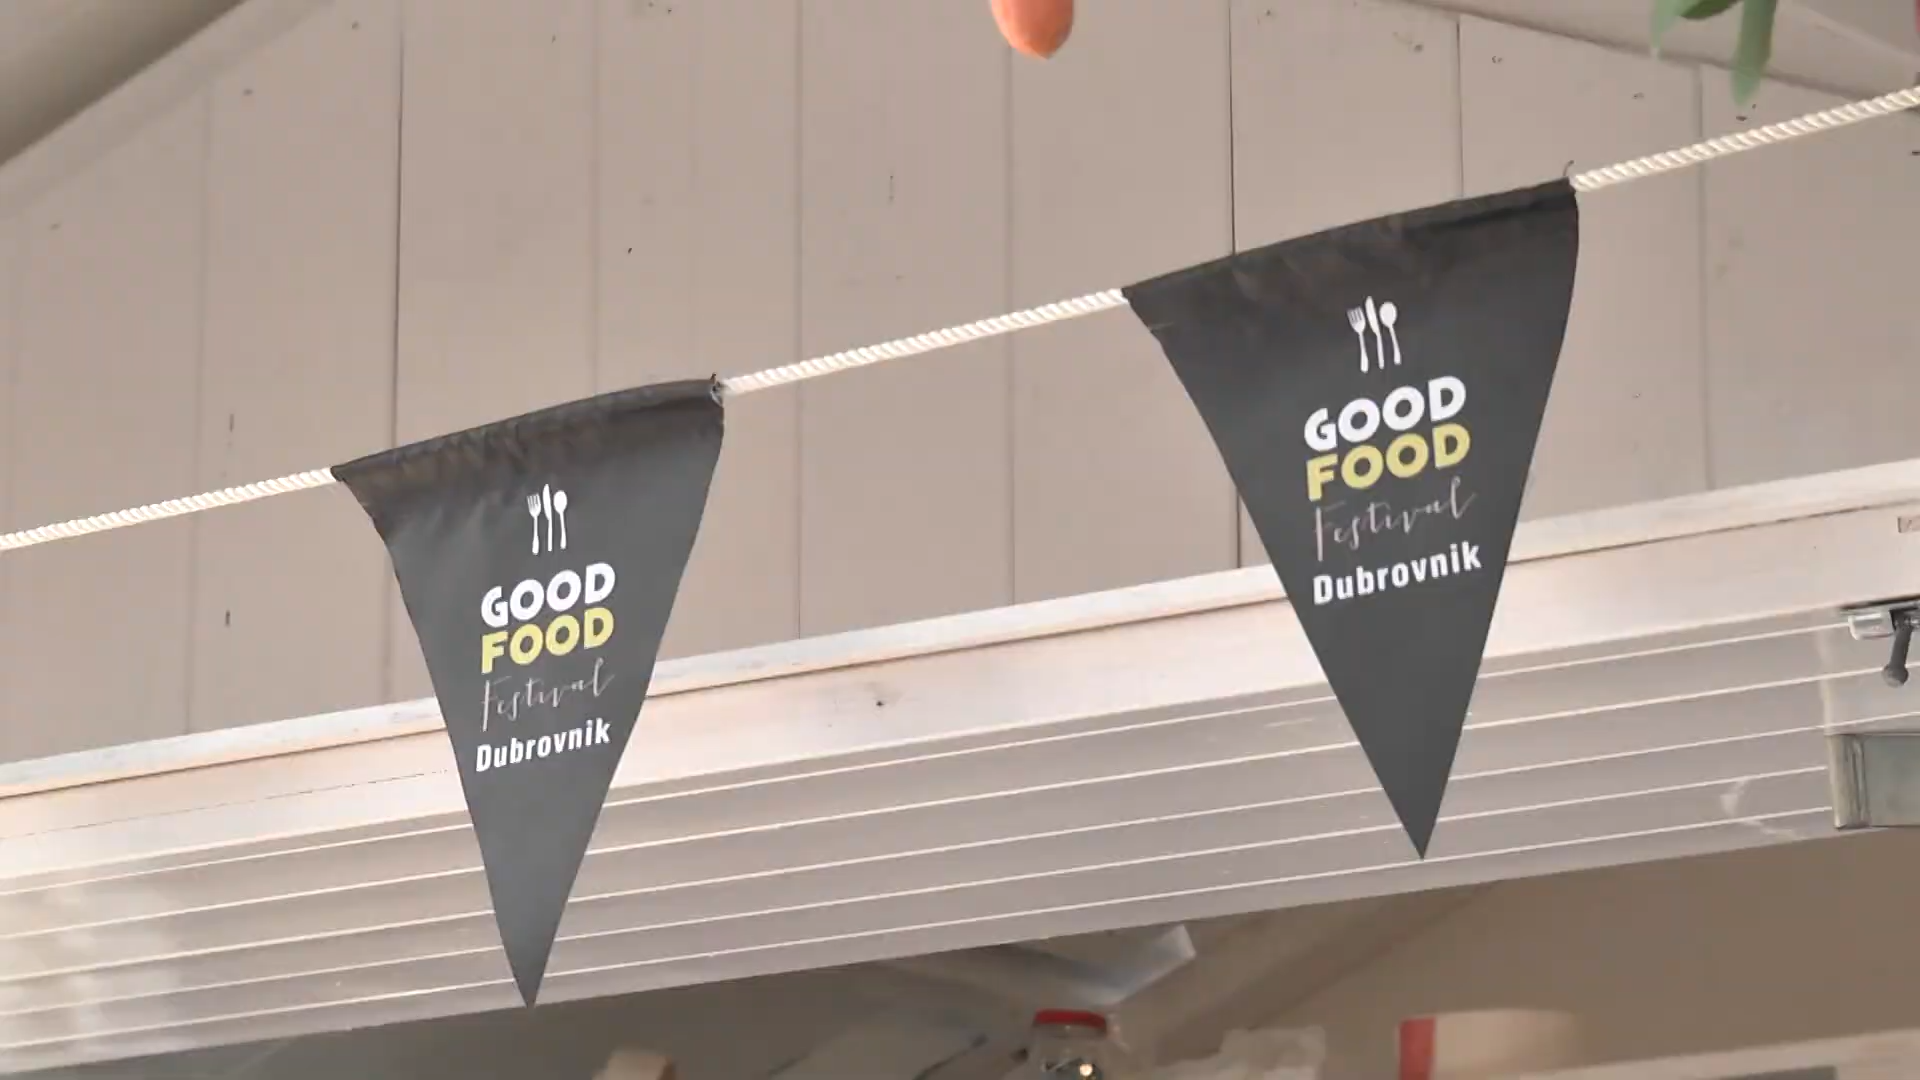 GOOD
FOOD
Festival
Dubrovnik
GOOD
FOOD
Festival
Dubrovnik